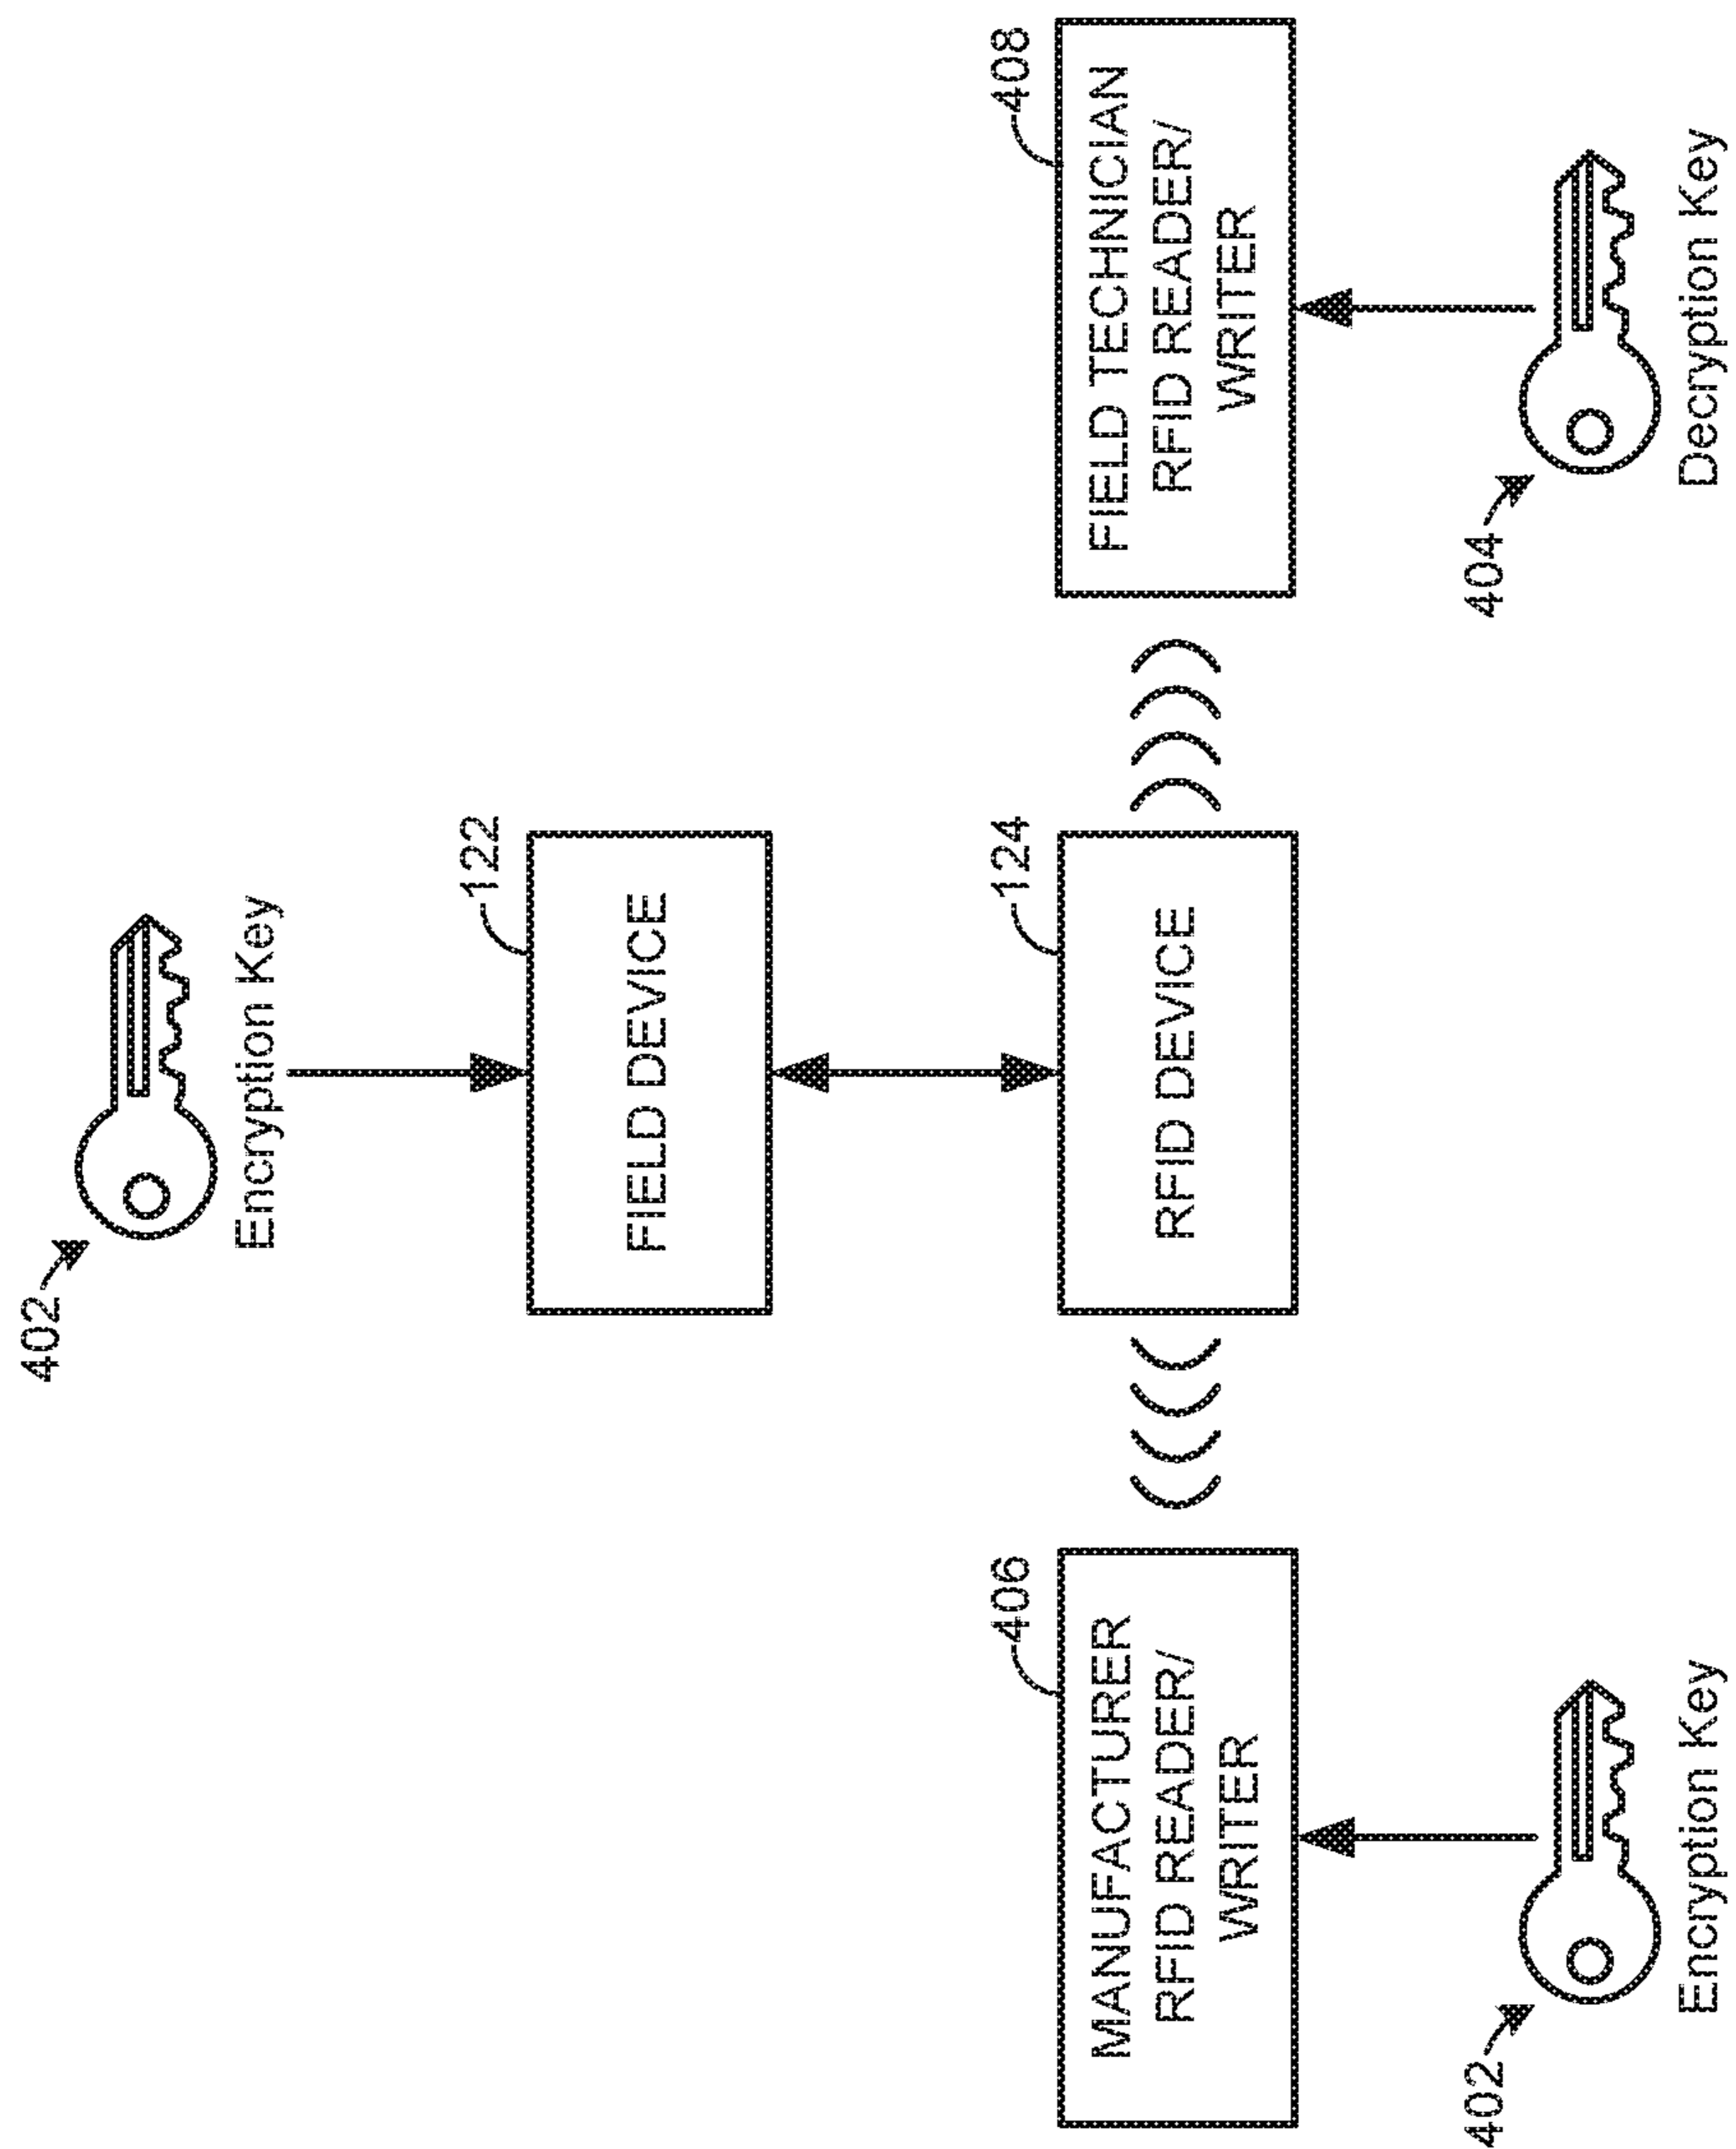 402
Encryption Key
122
FIELD DEVICE
406
MANUFACTURER
RFID READER/
WRITER
124
RFID DEVICE
408
FIELD TECHNICIAN
RFID READER/
WRITER
402
Encryption Key
404
Decryption Key